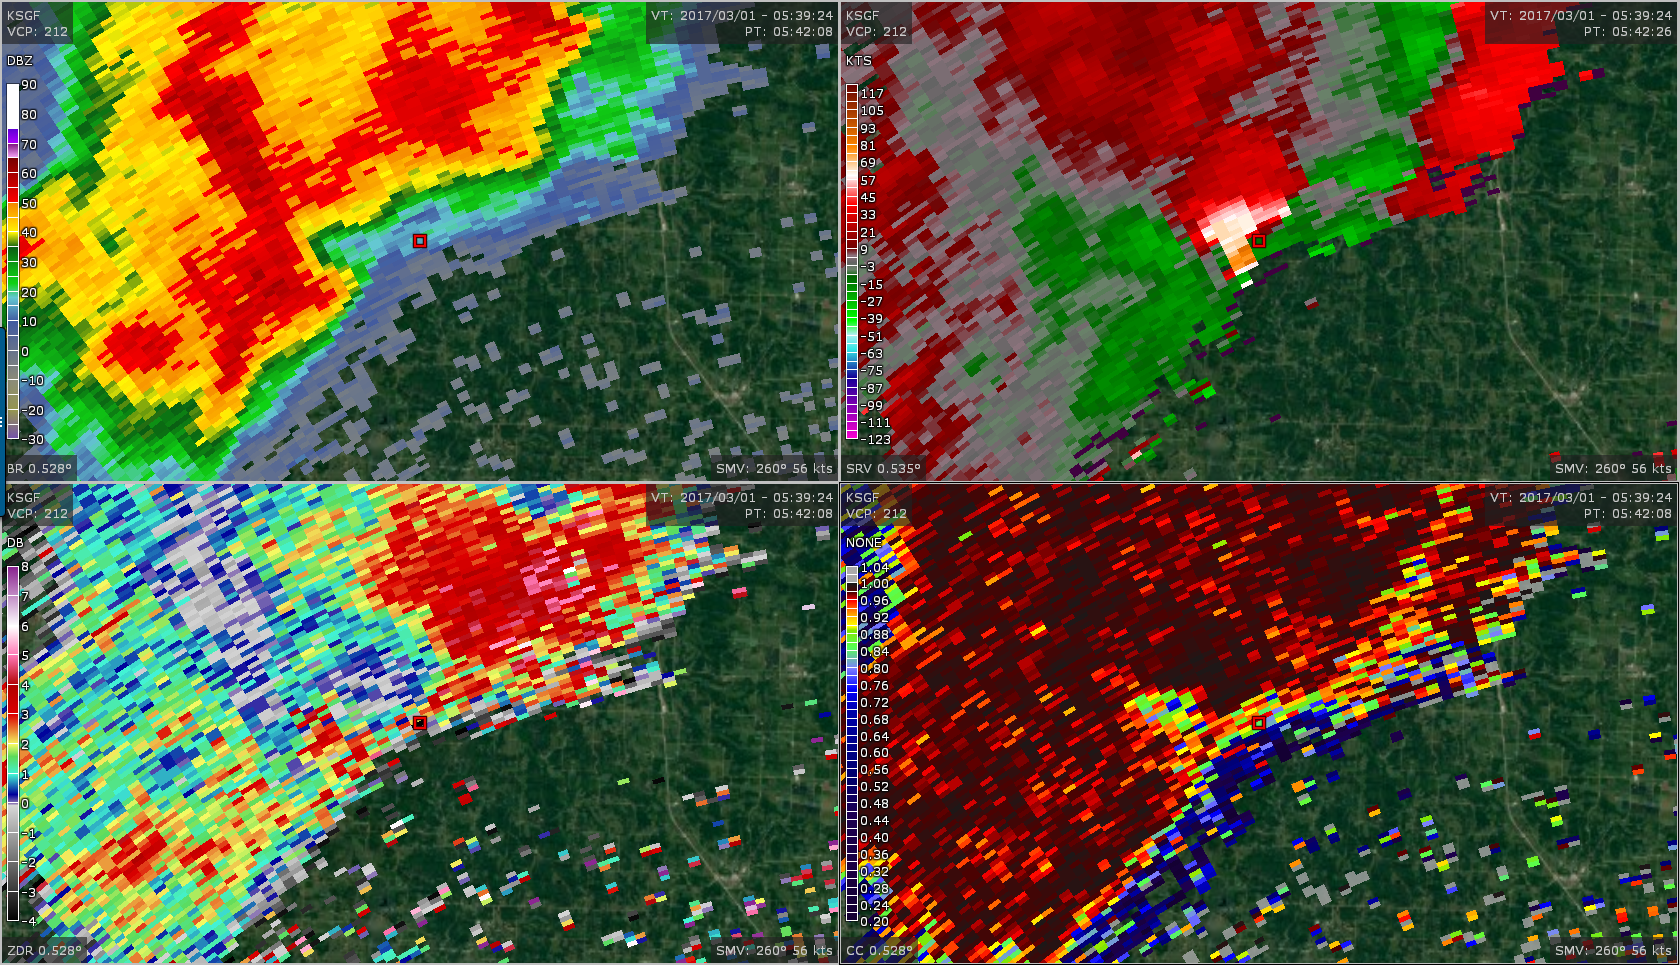 KSGF
VCP: 212
VT: 2017/03/01 - 05:39:24
PT: 05:42:08
DBZ
90
80
70
60
50
40
30
20
10
0
-10
-20
-30
BR 0.528°
SMV: 260° 56 kts
KSGF
VCP: 212
VT: 2017/03/01 - 05:39:24
PT: 05:42:26
KTS
117
105
93
81
69
57
45
33
21
9
-3
-15
-27
-39
-51
-63
-75
-87
-99
-111
-123
SRV 0.535°
SMV: 260° 56 kts
KSGF
VCP: 212
VT: 2017/03/01 - 05:39:24
PT: 05:42:08
DB
8
7
6
5
4
3
2
1
0
-1
-2
-3
-4
ZDR 0.528°
SMV: 260° 56 kts
KSGF
VCP: 212
VT: 2017/03/01 - 05:39:24
PT: 05:42:08
NONE
1.04
1.00
0.96
0.92
0.88
0.84
0.80
0.76
0.72
0.68
0.64
0.60
0.56
0.52
0.48
0.44
0.40
0.36
0.32
0.28
0.24
0.20
CC 0.528°
SMV: 260° 56 kts